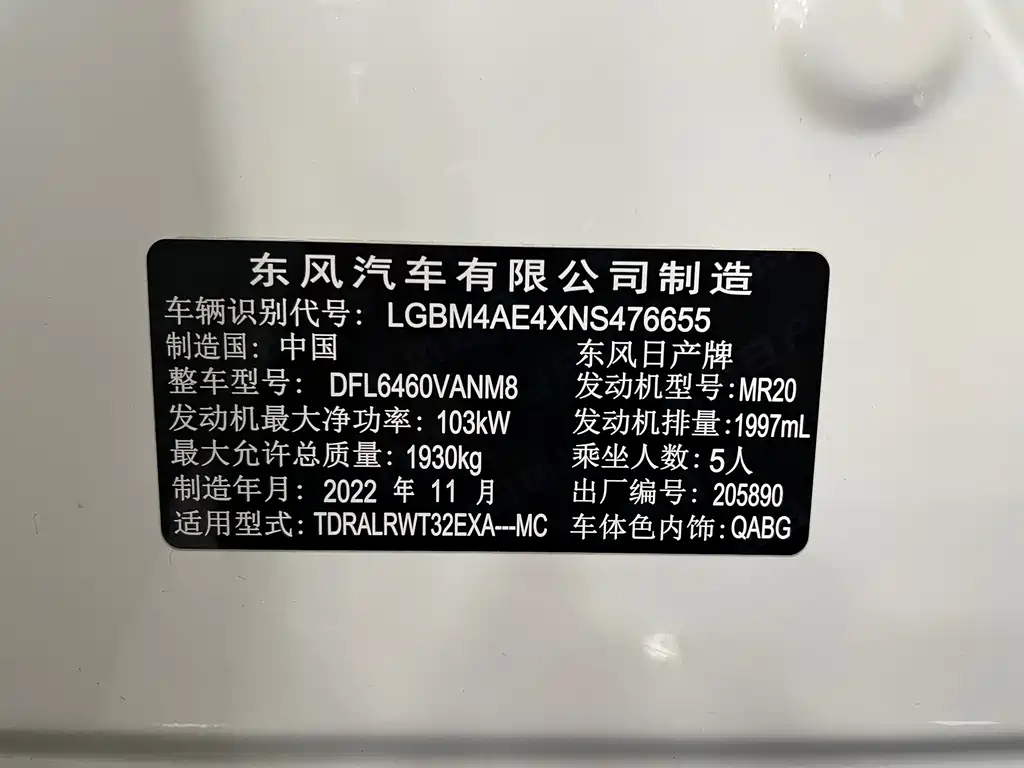 东风汽车有限公司制造
车辆识别代号: LGBM4AE4XNS476655
制造国: 中国 东风日产牌
整车型号: DFL6460VANM8 发动机型号:MR20
发动机最大净功率: 103kW 发动机排量:1997mL
最大允许总质量: 1930kg 乘坐人数: 5人
制造年月: 2022 年 11 月 出厂编号: 205890
适用型式: TDRALRWT32EXA---MC 车体色内饰:QABG